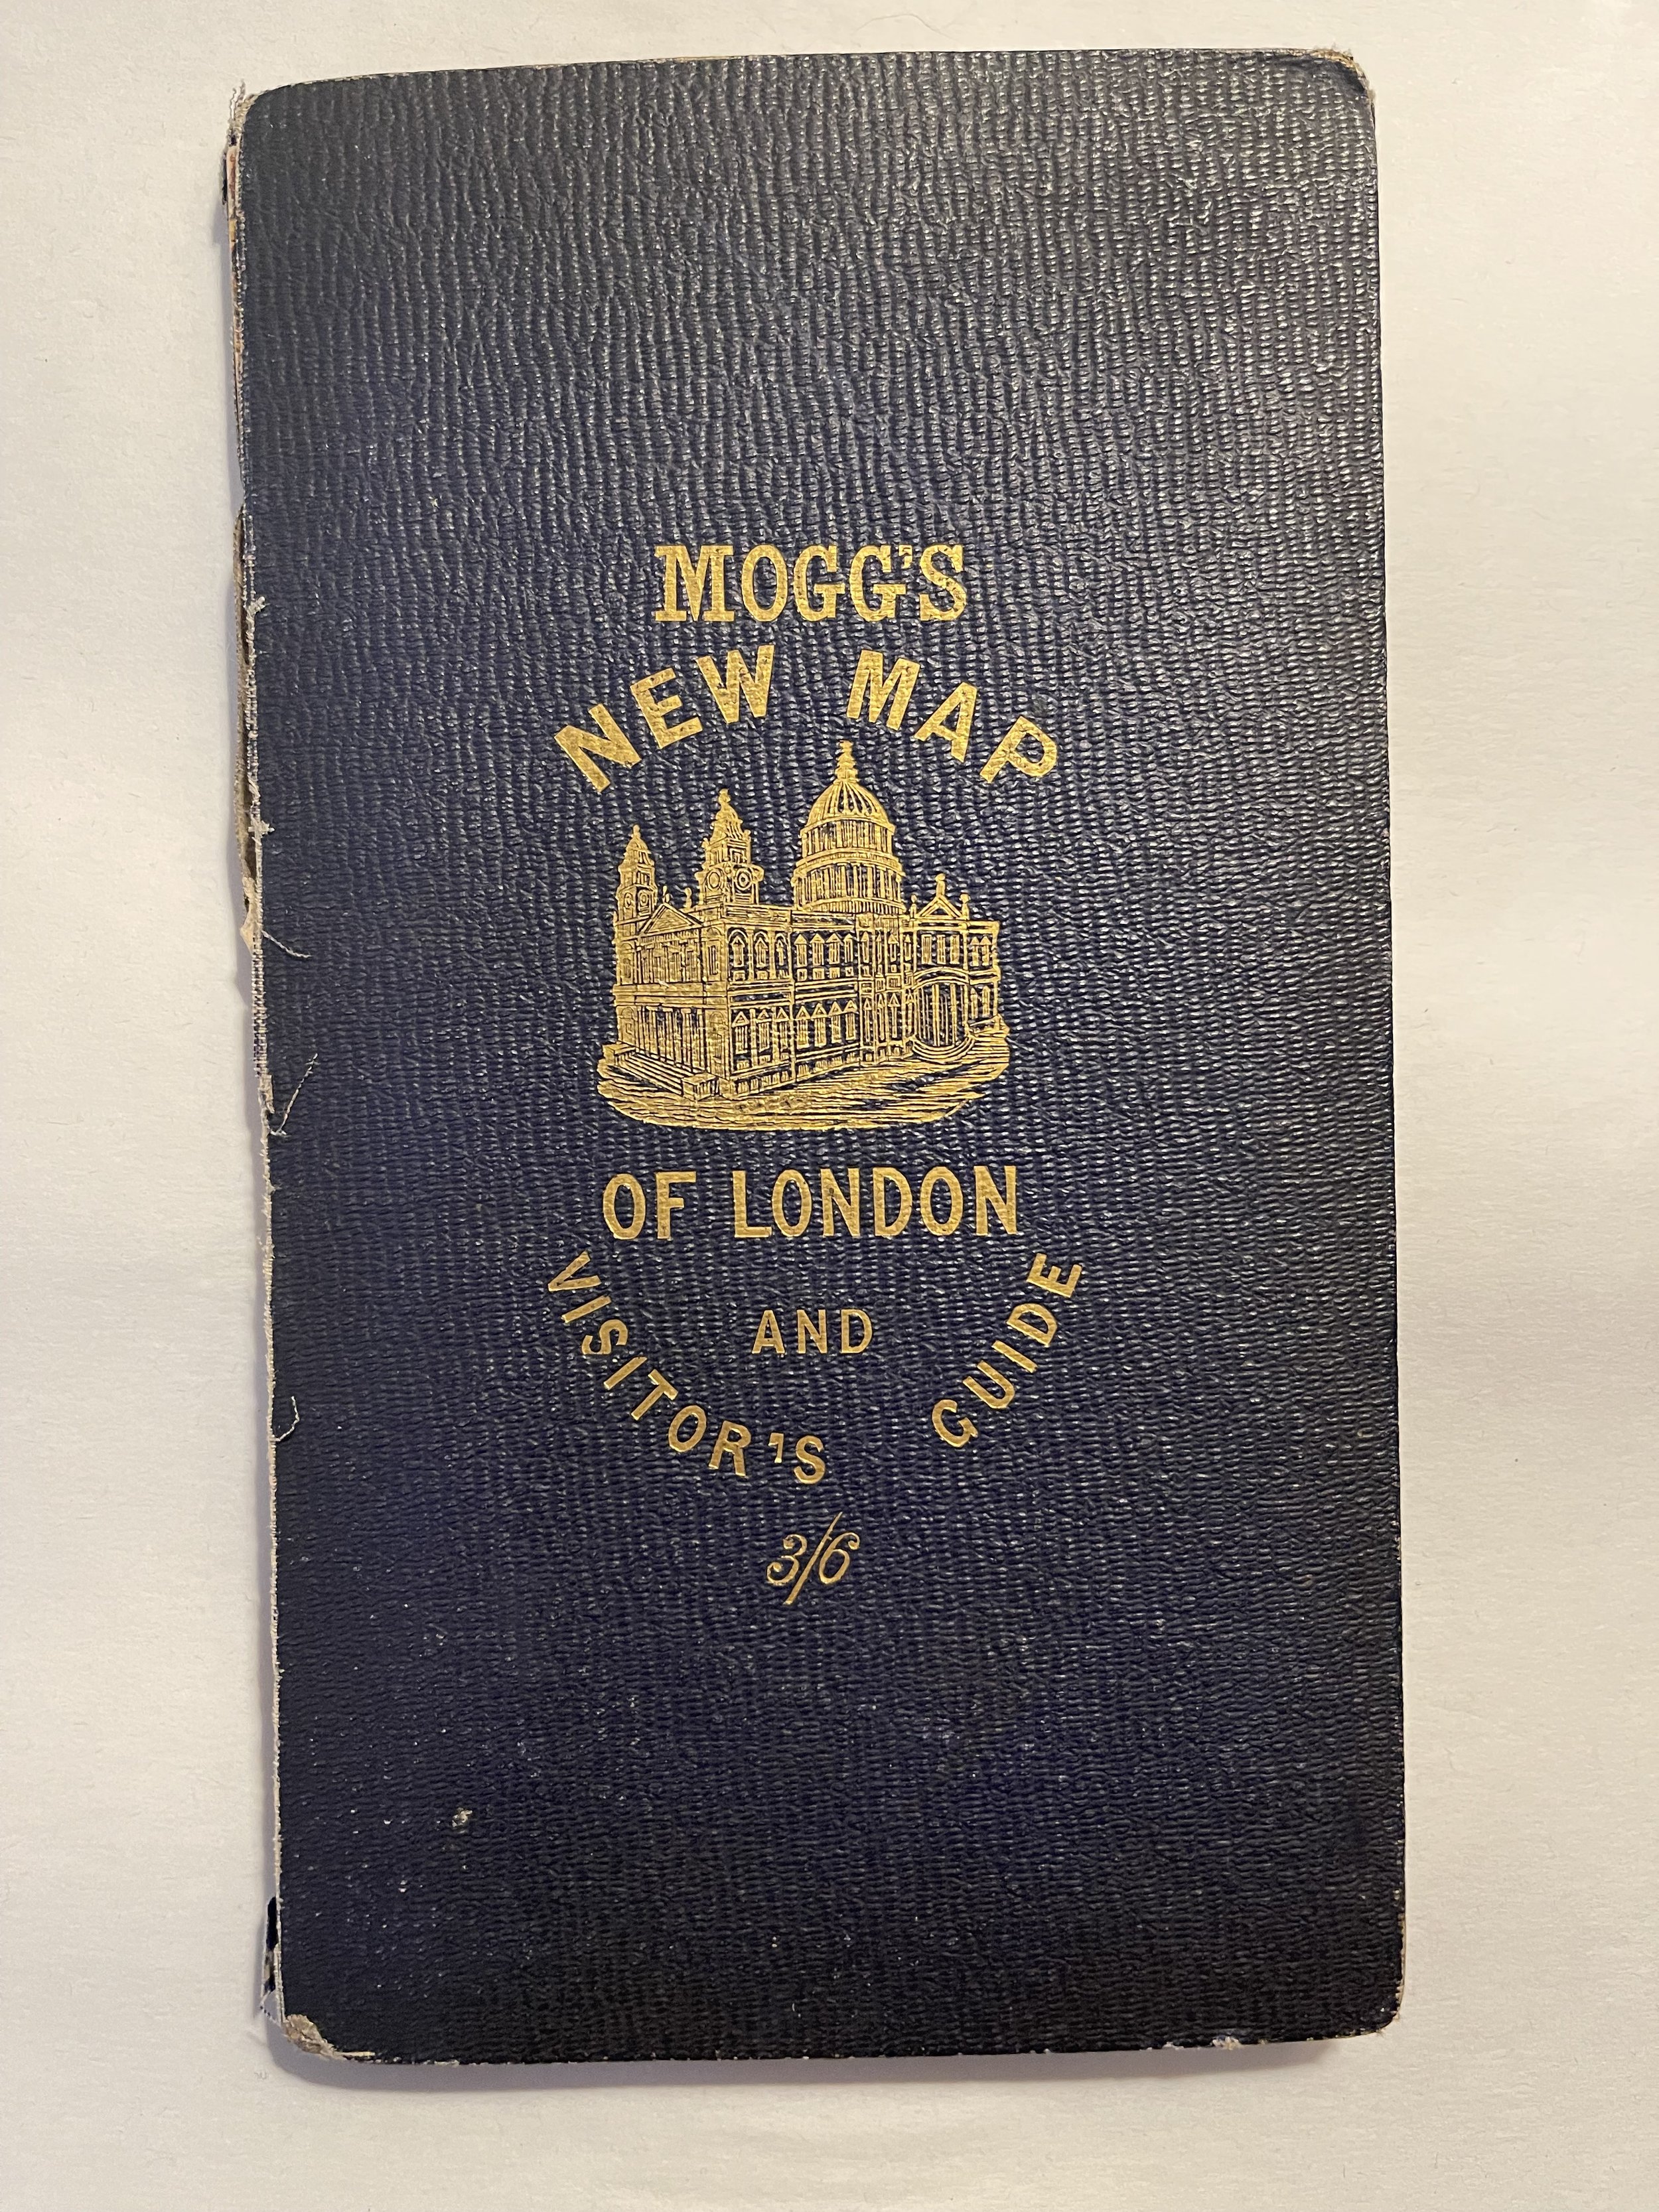 MOGG'S
NEW MAP
OF LONDON
AND
VISITOR'S GUIDE
3/6